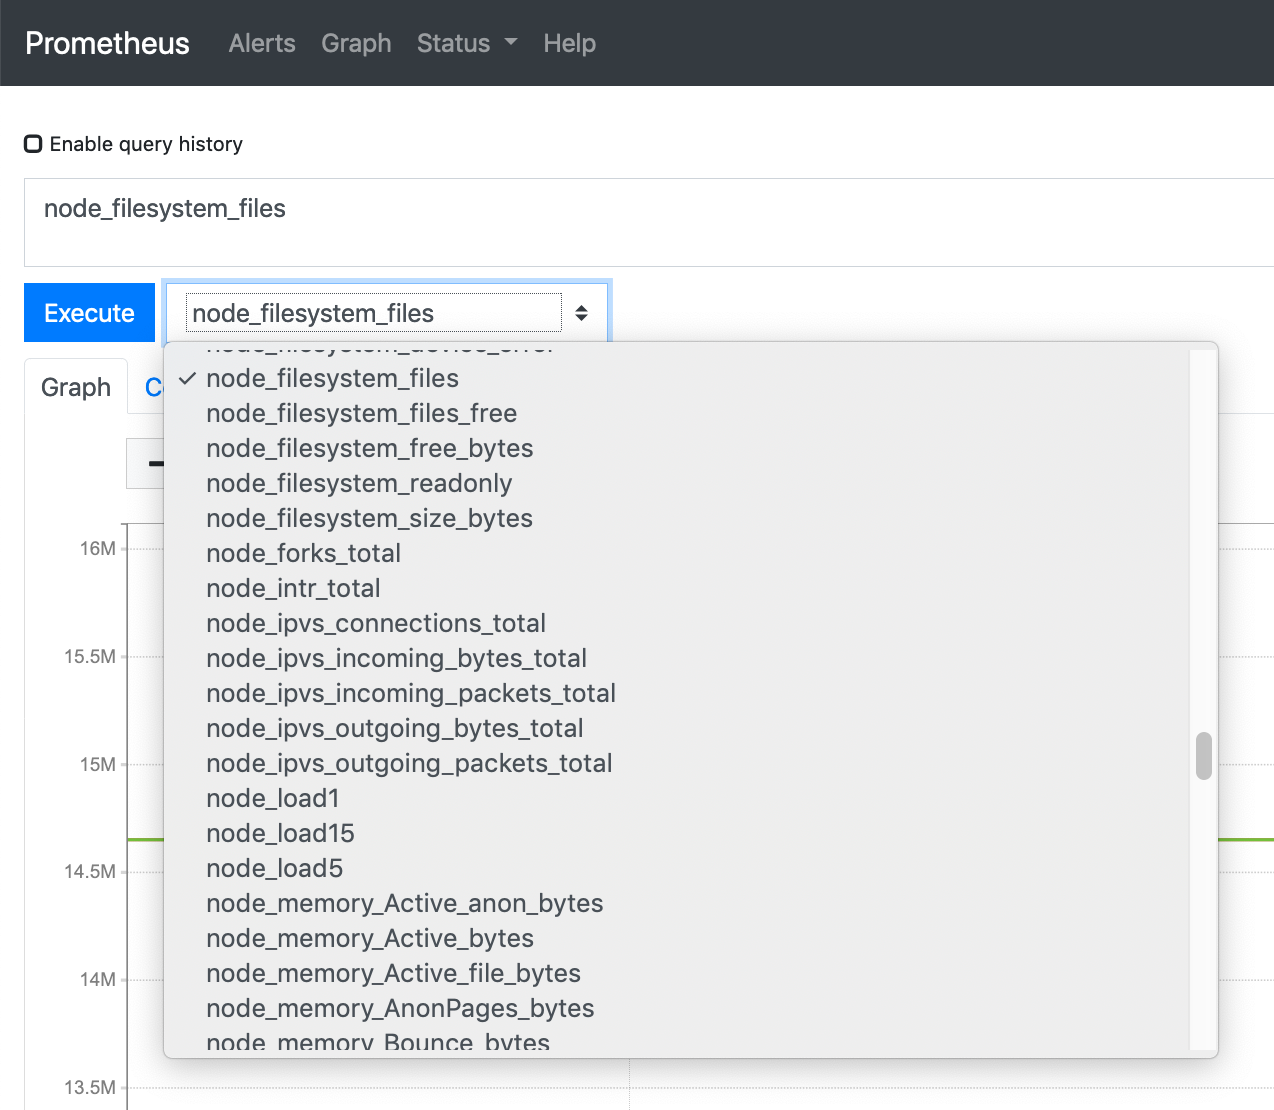 Prometheus Alerts Graph Status Help
Enable query history
node_filesystem_files
Execute node_filesystem_files
node_filesystem_device_error
Graph C
node_filesystem_files
node_filesystem_files_free
node_filesystem_free_bytes
node_filesystem_readonly
node_filesystem_size_bytes
node_forks_total
node_intr_total
node_ipvs_connections_total
node_ipvs_incoming_bytes_total
node_ipvs_incoming_packets_total
node_ipvs_outgoing_bytes_total
node_ipvs_outgoing_packets_total
node_load1
node_load15
node_load5
node_memory_Active_anon_bytes
node_memory_Active_bytes
node_memory_Active_file_bytes
node_memory_AnonPages_bytes
node_memory_Bounce_bytes
16M
15.5M
15M
14.5M
14M
13.5M